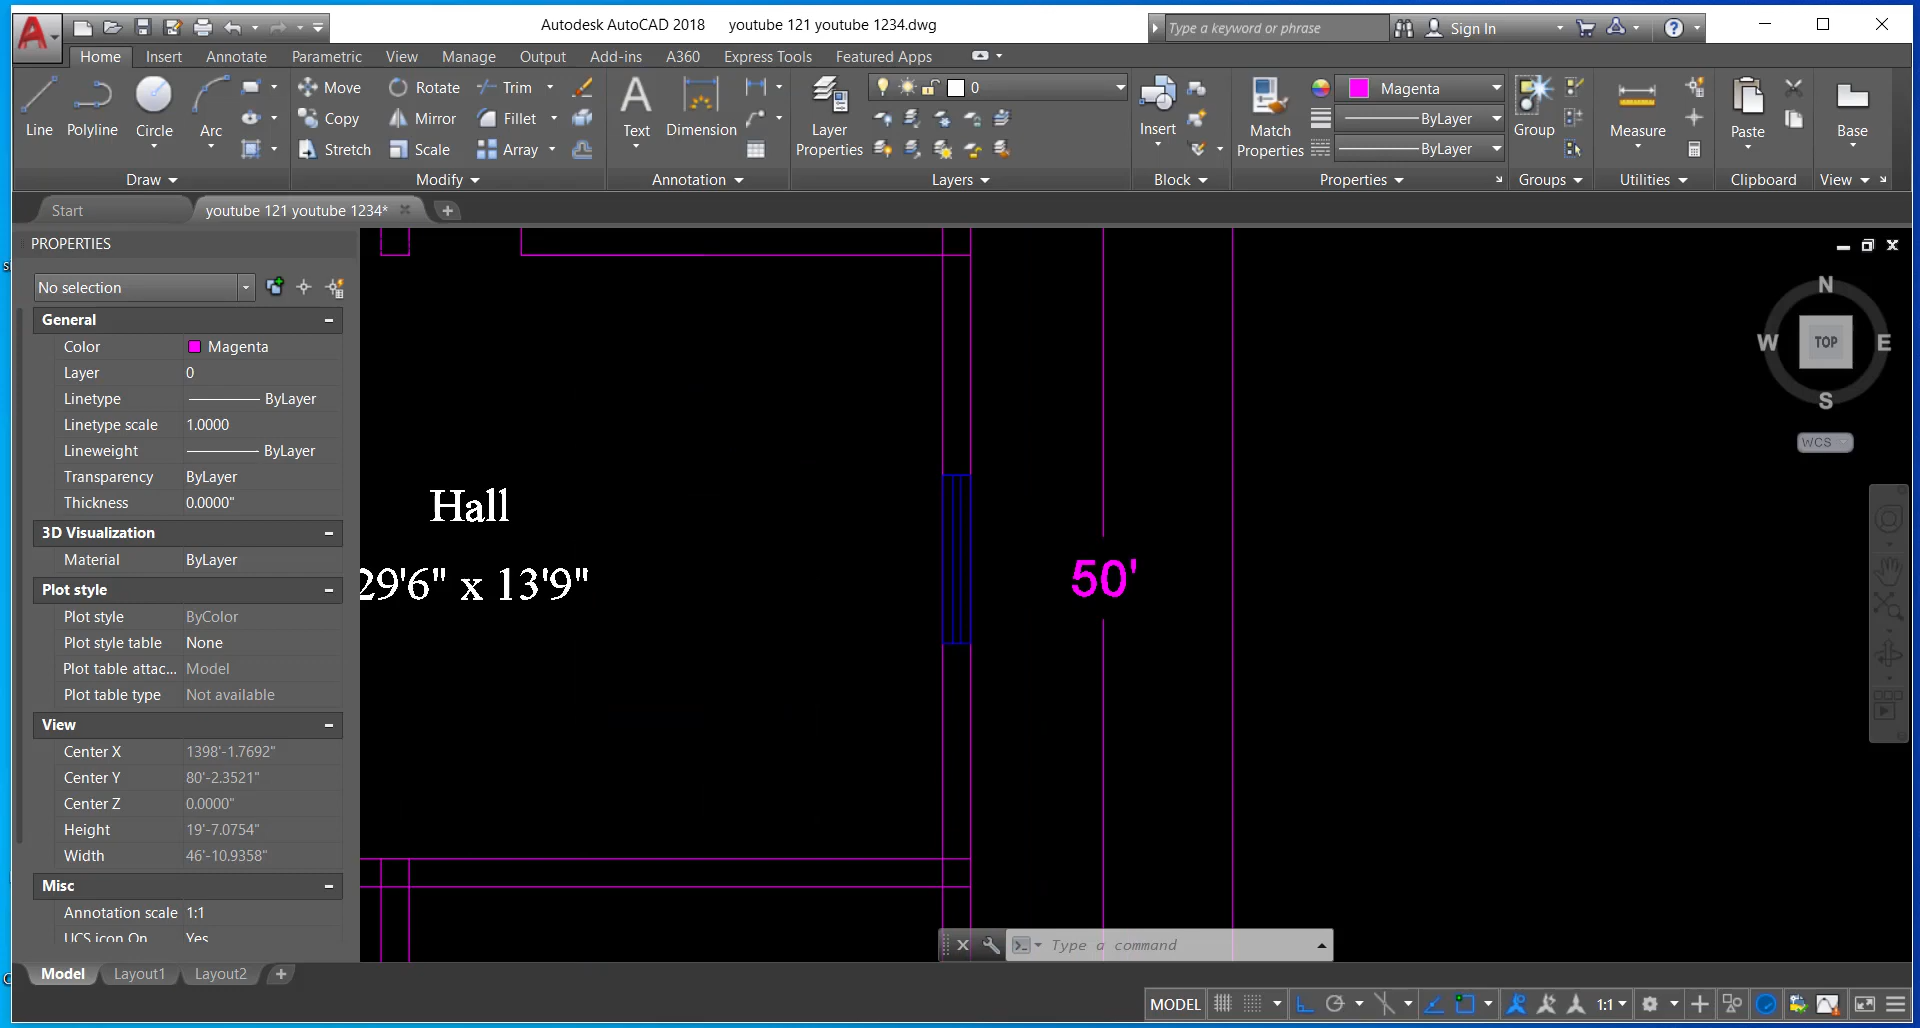 Autodesk AutoCAD 2018 youtube 121 youtube 1234.dwg
Type a keyword or phrase
Sign In
Home Insert Annotate Parametric View Manage Output Add-ins A360 Express Tools Featured Apps
Line Polyline Circle Arc
Move Rotate Trim
Copy Mirror Fillet
Stretch Scale Array
Text Dimension
Layer Properties
0
Insert
Match Properties
Magenta
ByLayer
ByLayer
Group
Measure
Paste
Base
Draw Modify Annotation Layers Block Properties Groups Utilities Clipboard View
Start youtube 121 youtube 1234*
PROPERTIES
No selection
General
Color Magenta
Layer 0
Linetype ByLayer
Linetype scale 1.0000
Lineweight ByLayer
Transparency ByLayer
Thickness 0.0000"
3D Visualization
Material ByLayer
Plot style
Plot style ByColor
Plot style table None
Plot table attac... Model
Plot table type Not available
View
Center X 1398'-1.7692"
Center Y 80'-2.3521"
Center Z 0.0000"
Height 19'-7.0754"
Width 46'-10.9358"
Misc
Annotation scale 1:1
UCS icon On Yes
Hall
29'6" x 13'9"
50'
N
W TOP E
S
WCS
Type a command
Model Layout1 Layout2
MODEL 1:1